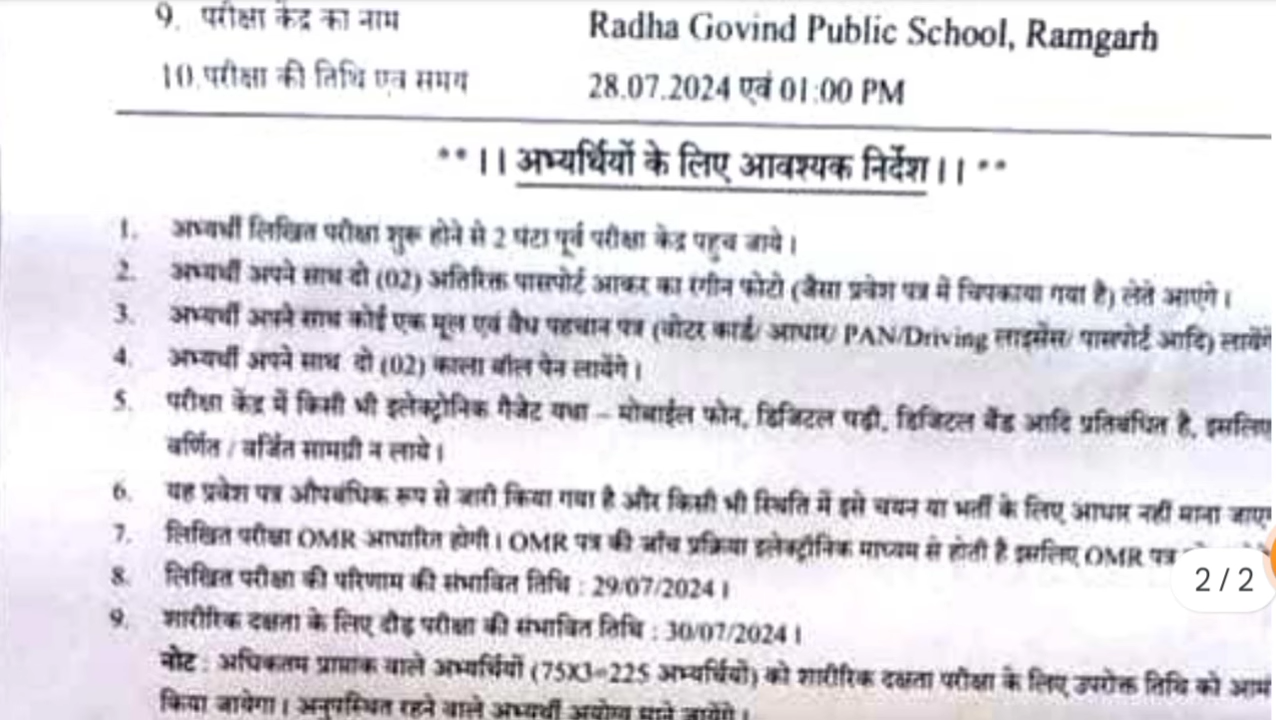 9. परीक्षा केंद्र का नाम Radha Govind Public School, Ramgarh
10. परीक्षा की तिथि एवं समय 28.07.2024 एवं 01:00 PM
**।। अभ्यर्थियों के लिए आवश्यक निर्देश।। **
1. अभ्यर्थी लिखित परीक्षा शुरू होने से 2 घंटा पूर्व परीक्षा केंद्र पहुच जाये।
2. अभ्यर्थी अपने साथ दो (02) अतिरिक्त पासपोर्ट आकर का रंगीन फोटो (जैसा प्रवेश पत्र में चिपकाया गया है) लेते आएंगे।
3. अभ्यर्थी अपने साथ कोई एक मूल एवं वैध पहचान पत्र (वोटर कार्ड/ आधार/ PAN/Driving लाइसेंस/ पासपोर्ट आदि) लायेंगे
4. अभ्यर्थी अपने साथ दो (02) काला बॉल पेन लायेंगे।
5. परीक्षा केंद्र में किसी भी इलेक्ट्रोनिक गैजेट यथा – मोबाईल फोन, डिजिटल घड़ी, डिजिटल बैंड आदि प्रतिबंधित है, इसलिए
वर्णित / वर्जित सामग्री न लाये।
6. यह प्रवेश पत्र औपबंधिक रूप से जारी किया गया है और किसी भी स्थिति में इसे चयन या भर्ती के लिए आधार नहीं माना
7. लिखित परीक्षा OMR आधारित होगी। OMR पत्र की जाँच प्रक्रिया इलेक्ट्रौनिक माध्यम से होती है इसलिए OMR पत्र
8. लिखित परीक्षा की परिणाम की संभावित तिथि : 29/07/2024।
9. शारीरिक दक्षता के लिए दौड़ परीक्षा की संभावित तिथि : 30/07/2024।
नोट : अधिकतम प्राप्तांक वाले अभ्यर्थियों (75X3=225 अभ्यर्थियों) को शारीरिक दक्षता परीक्षा के लिए उपरोक्त तिथि को
किया जायेगा। अनुपस्थित रहने वाले अभ्यर्थी अयोग्य माने जायेंगे।
2 / 2